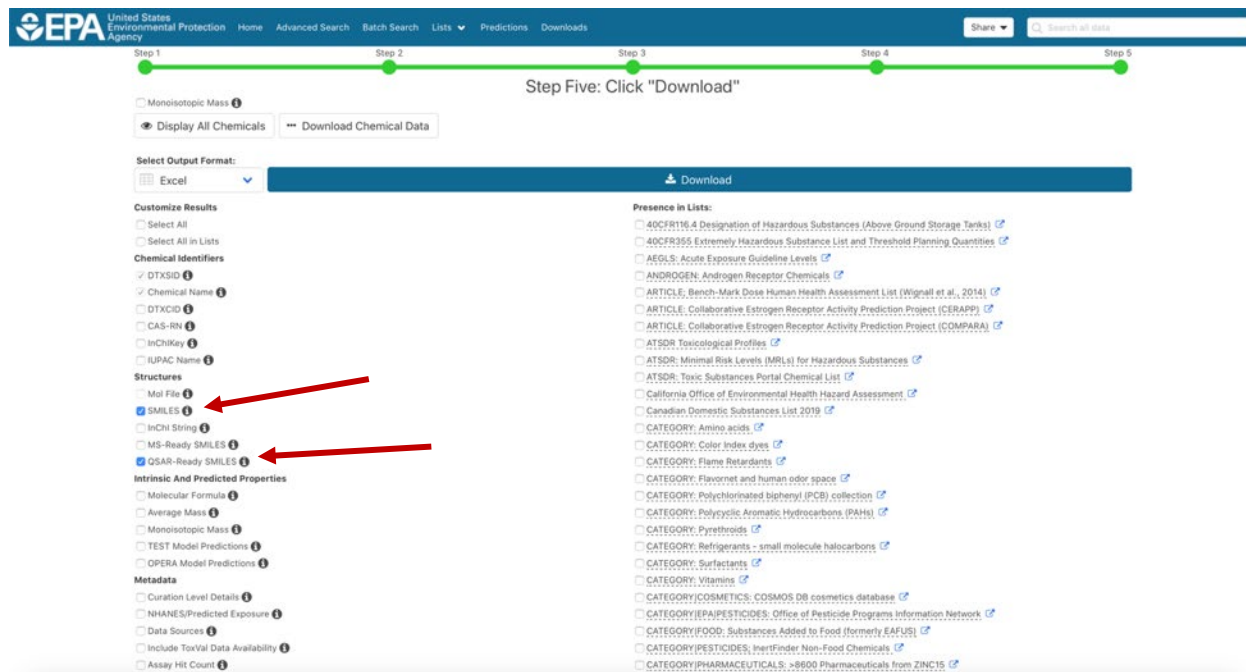 EPA United States
Environmental Protection
Agency
Home Advanced Search Batch Search Lists Predictions Downloads
Share
Search all data
Step 1 Step 2 Step 3 Step 4 Step 5
Step Five: Click "Download"
Monoisotopic Mass
Display All Chemicals
Download Chemical Data
Select Output Format:
Excel
Download
Customize Results
Select All
Select All in Lists
Chemical Identifiers
DTXSID
Chemical Name
DTXCID
CAS-RN
InChIKey
IUPAC Name
Structures
Mol File
SMILES
InChI String
MS-Ready SMILES
QSAR-Ready SMILES
Intrinsic And Predicted Properties
Molecular Formula
Average Mass
Monoisotopic Mass
TEST Model Predictions
OPERA Model Predictions
Metadata
Curation Level Details
NHANES/Predicted Exposure
Data Sources
Include ToxVal Data Availability
Assay Hit Count
Presence in Lists:
40CFR116.4 Designation of Hazardous Substances (Above Ground Storage Tanks)
40CFR355 Extremely Hazardous Substance List and Threshold Planning Quantities
AEGLS: Acute Exposure Guideline Levels
ANDROGEN: Androgen Receptor Chemicals
ARTICLE; Bench-Mark Dose Human Health Assessment List (Wignall et al., 2014)
ARTICLE: Collaborative Estrogen Receptor Activity Prediction Project (CERAPP)
ARTICLE: Collaborative Estrogen Receptor Activity Prediction Project (COMPARA)
ATSDR Toxicological Profiles
ATSDR: Minimal Risk Levels (MRLs) for Hazardous Substances
ATSDR: Toxic Substances Portal Chemical List
California Office of Environmental Health Hazard Assessment
Canadian Domestic Substances List 2019
CATEGORY: Amino acids
CATEGORY: Color Index dyes
CATEGORY: Flame Retardants
CATEGORY: Flavornet and human odor space
CATEGORY: Polychlorinated biphenyl (PCB) collection
CATEGORY: Polycyclic Aromatic Hydrocarbons (PAHs)
CATEGORY: Pyrethroids
CATEGORY: Refrigerants - small molecule halocarbons
CATEGORY: Surfactants
CATEGORY: Vitamins
CATEGORY|COSMETICS: COSMOS DB cosmetics database
CATEGORY|EPA|PESTICIDES: Office of Pesticide Programs Information Network
CATEGORY|FOOD: Substances Added to Food (formerly EAFUS)
CATEGORY|PESTICIDES; InertFinder Non-Food Chemicals
CATEGORY|PHARMACEUTICALS: >8600 Pharmaceuticals from ZINC15